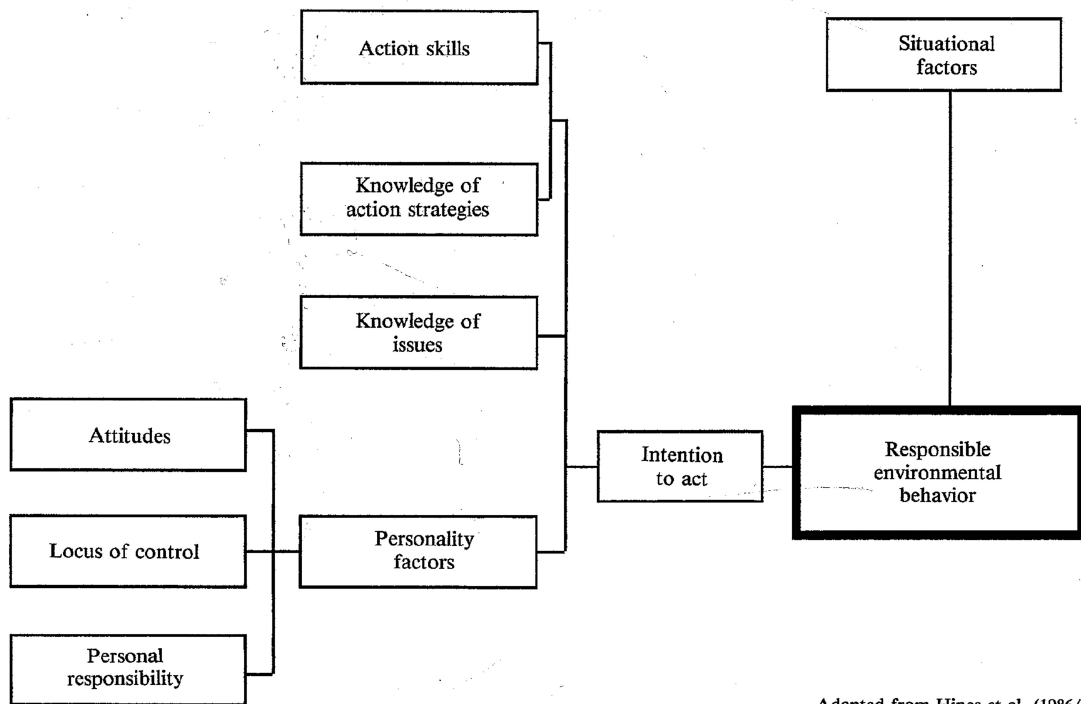 Action skills
Situational
factors
Knowledge of
action strategies
Knowledge of
issues
Attitudes
Intention
to act
Responsible
environmental
behavior
Locus of control
Personality
factors
Personal
responsibility
Adapted from Hines et al. (1986/